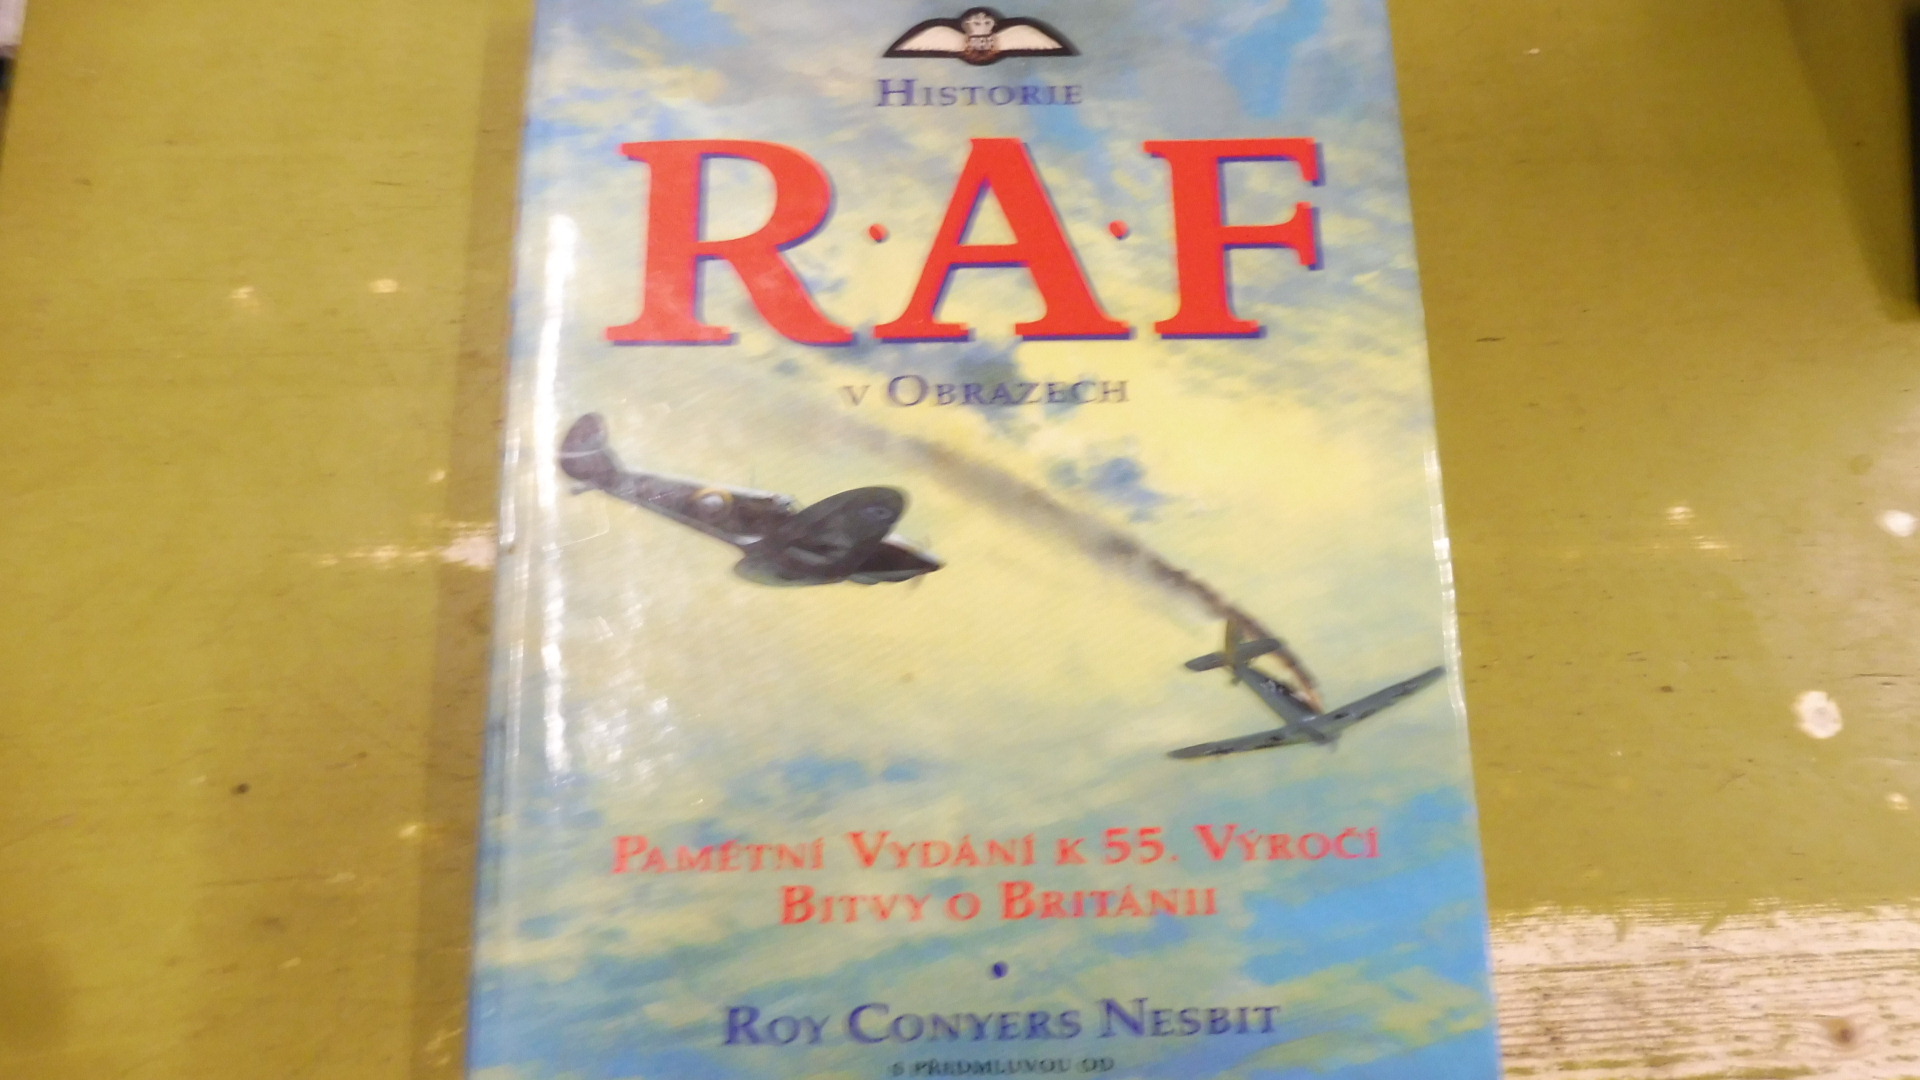 HISTORIE
R·A·F
V OBRAZECH
PAMĚTNÍ VYDÁNÍ K 55. VÝROČÍ
BITVY O BRITÁNII
ROY CONYERS NESBIT
S PŘEDMLUVOU OD